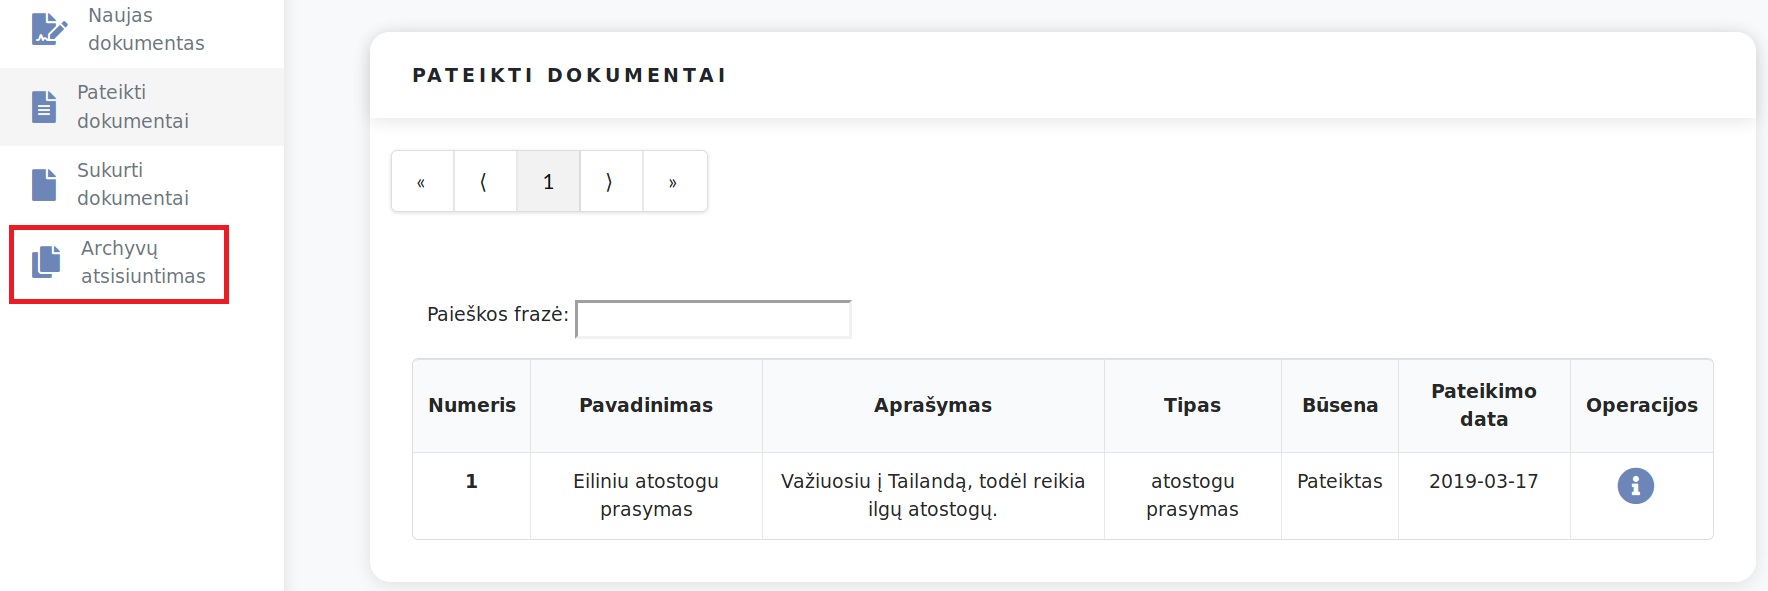 Naujas
dokumentas
Pateikti
dokumentai
Sukurti
dokumentai
Archyvų
atsisiuntimas
PATEIKTI DOKUMENTAI
« ⟨ 1 ⟩ »
Paieškos frazė:
Numeris Pavadinimas Aprašymas Tipas Būsena Pateikimo data Operacijos
1 Eiliniu atostogu prasymas Važiuosiu į Tailandą, todėl reikia ilgų atostogų. atostogu prasymas Pateiktas 2019-03-17